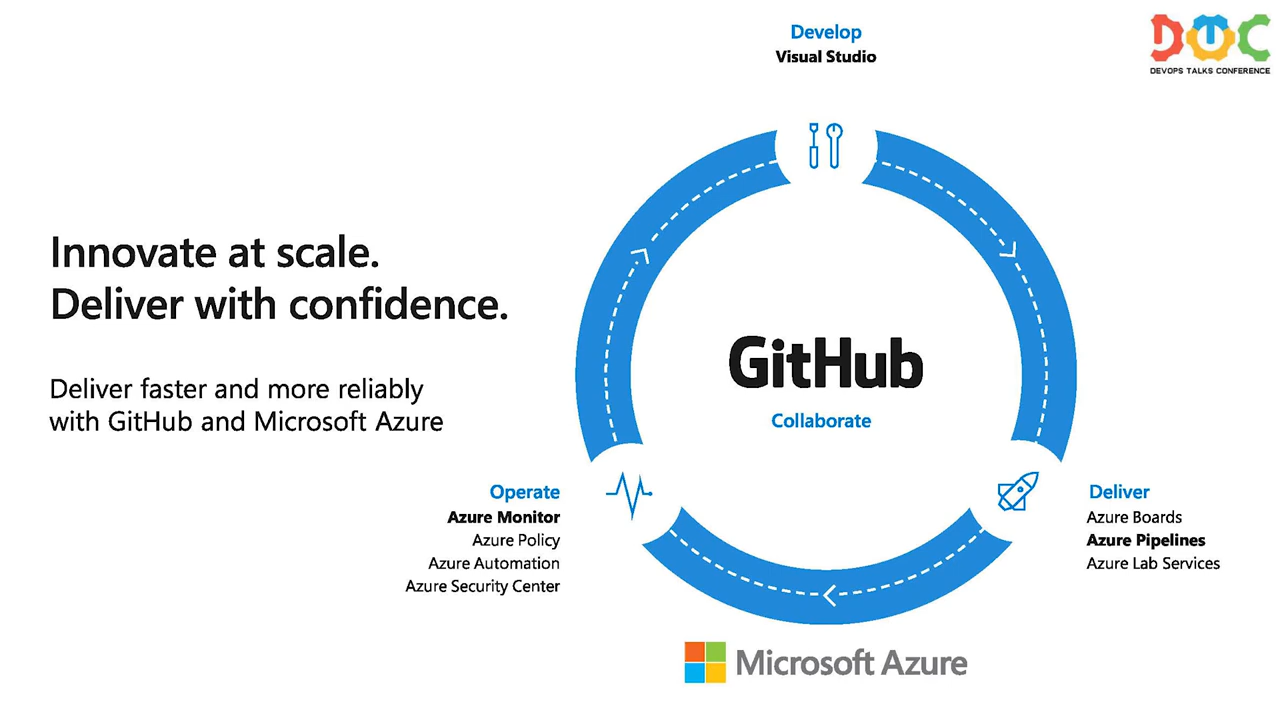 Develop
Visual Studio
DTC
DEVOPS TALKS CONFERENCE
Innovate at scale.
Deliver with confidence.
Deliver faster and more reliably
with GitHub and Microsoft Azure
GitHub
Collaborate
Operate
Azure Monitor
Azure Policy
Azure Automation
Azure Security Center
Deliver
Azure Boards
Azure Pipelines
Azure Lab Services
Microsoft Azure